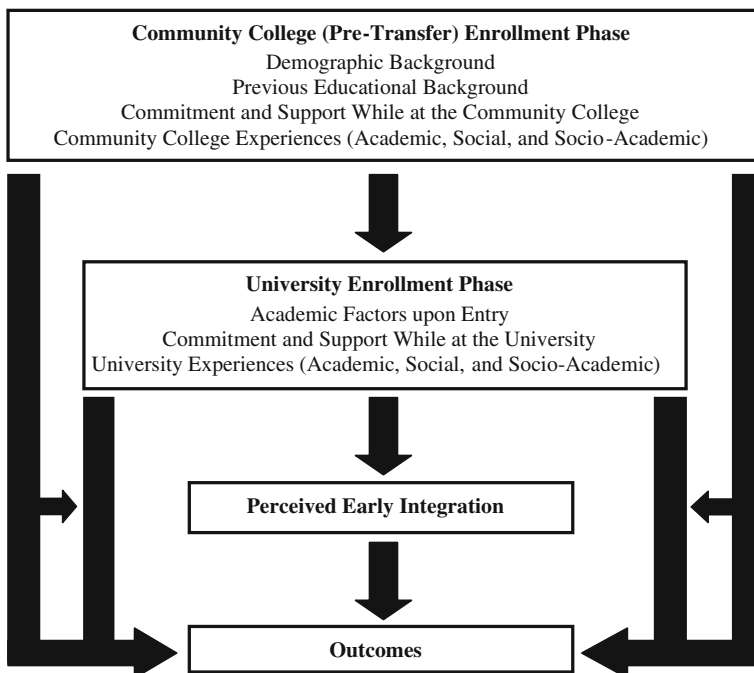 Community College (Pre-Transfer) Enrollment Phase
Demographic Background
Previous Educational Background
Commitment and Support While at the Community College
Community College Experiences (Academic, Social, and Socio-Academic)
University Enrollment Phase
Academic Factors upon Entry
Commitment and Support While at the University
University Experiences (Academic, Social, and Socio-Academic)
Perceived Early Integration
Outcomes